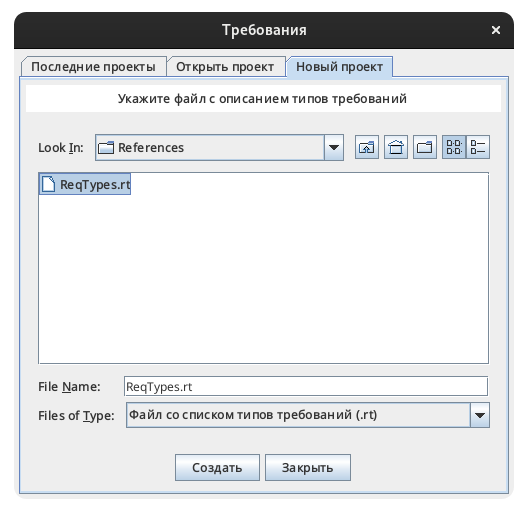 Требования
Последние проекты Открыть проект Новый проект
Укажите файл с описанием типов требований
Look In: References
ReqTypes.rt
File Name: ReqTypes.rt
Files of Type: Файл со списком типов требований (.rt)
Создать Закрыть